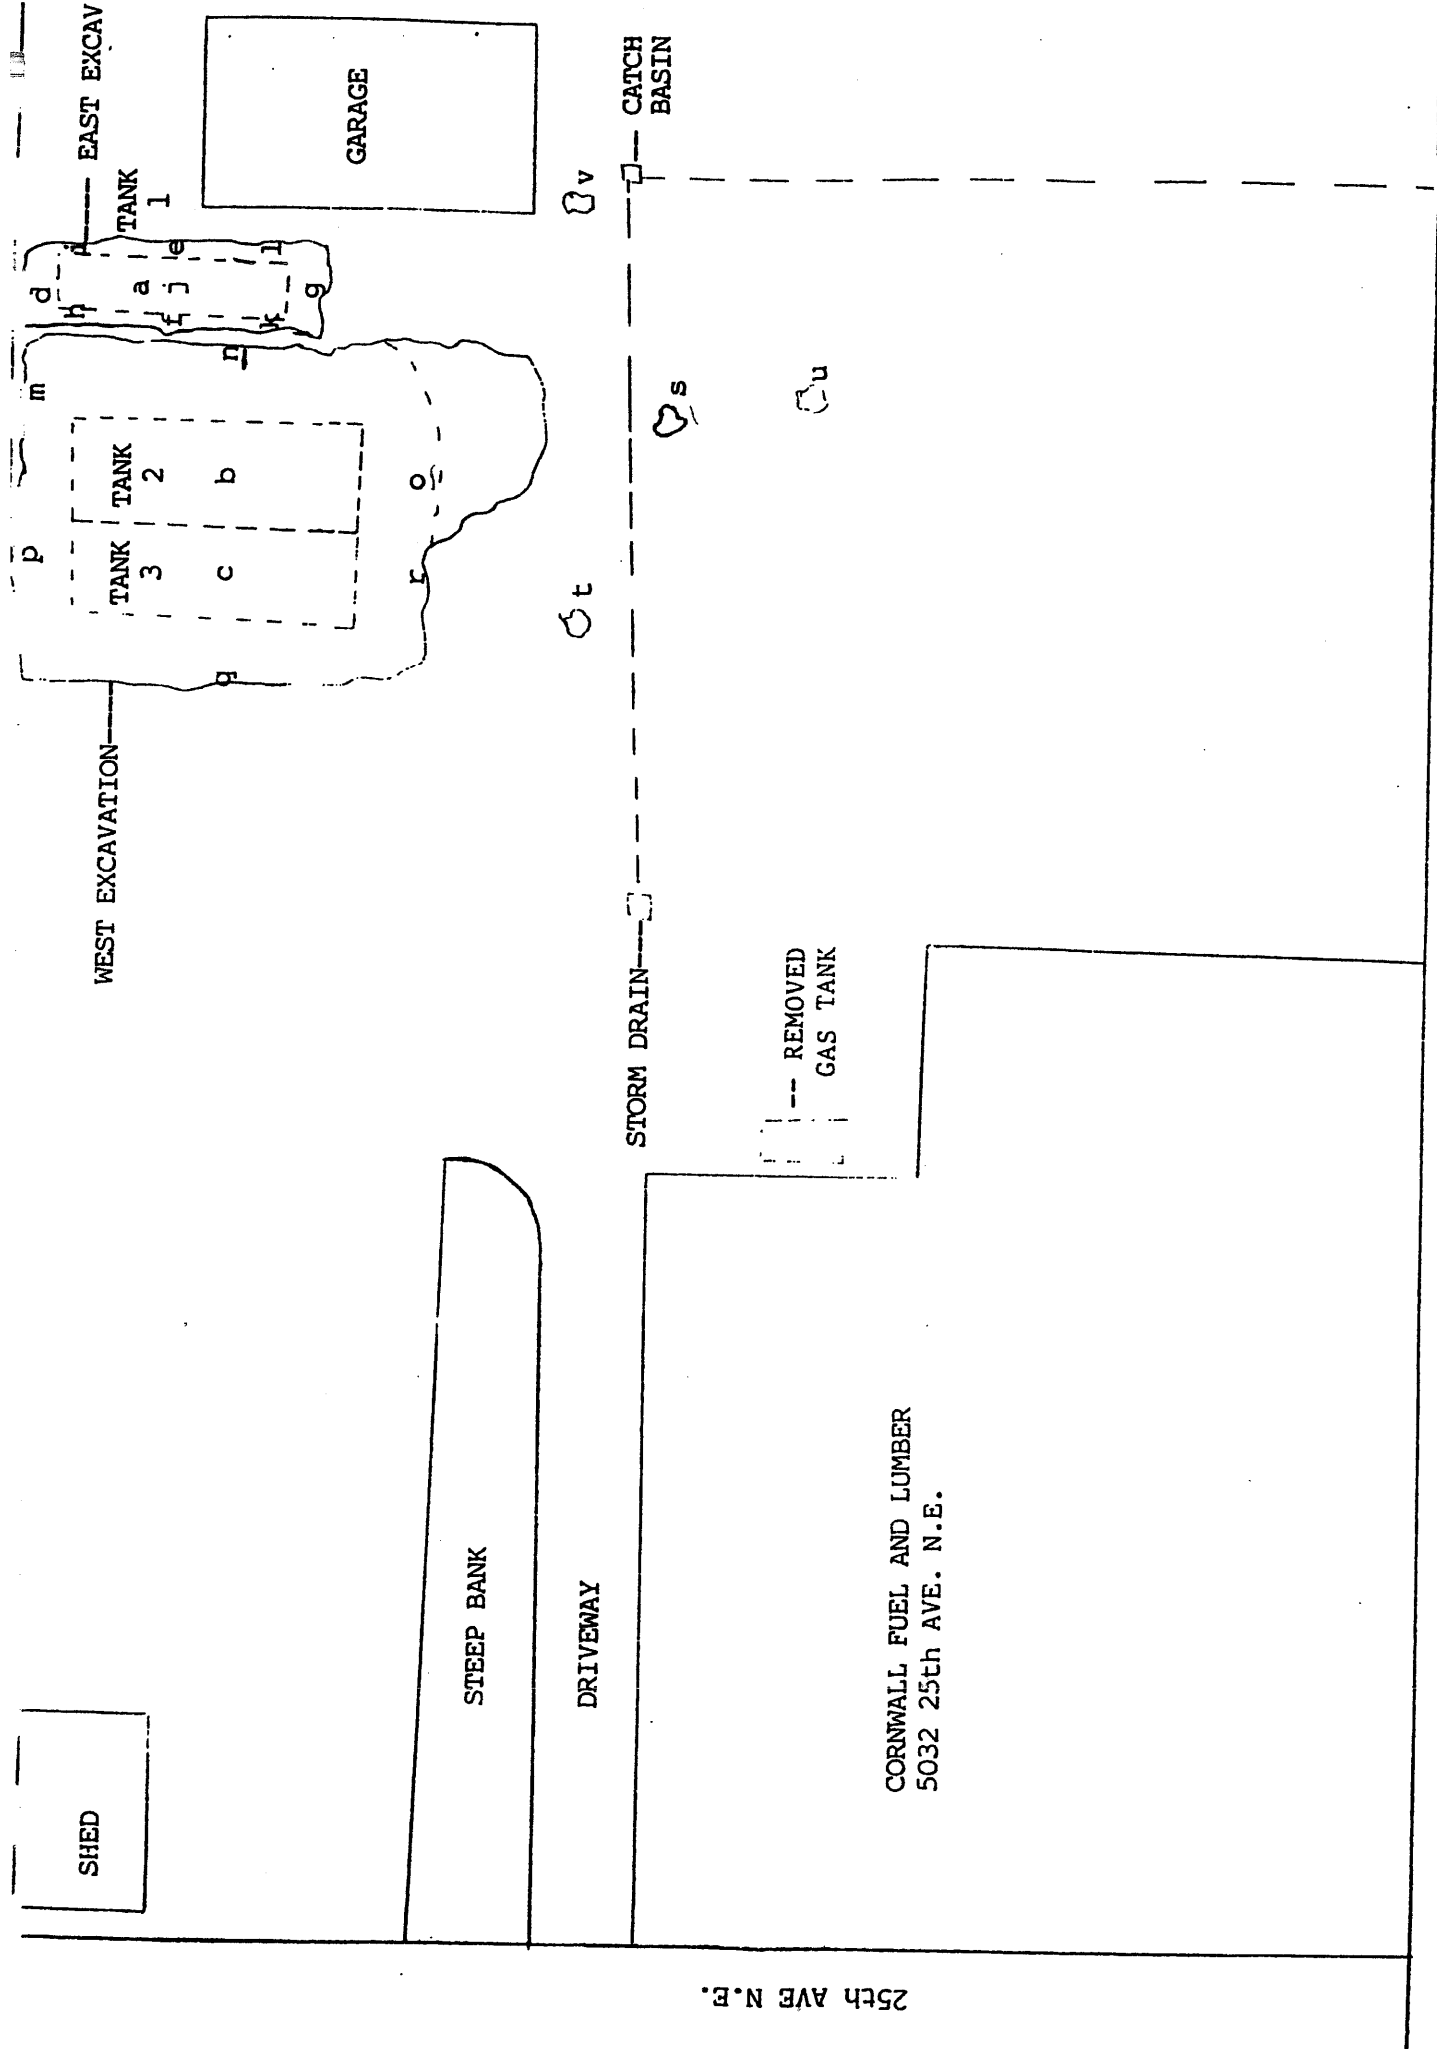 SHED
WEST EXCAVATION
p
m
d
h
i
EAST EXCAV
TANK
3
TANK
2
TANK
1
a
f
j
e
q
c
b
n
k
l
g
r
o
GARAGE
STEEP BANK
DRIVEWAY
t
v
STORM DRAIN
s
CATCH
BASIN
REMOVED
GAS TANK
u
CORNWALL FUEL AND LUMBER
5032 25th AVE. N.E.
25th AVE N.E.